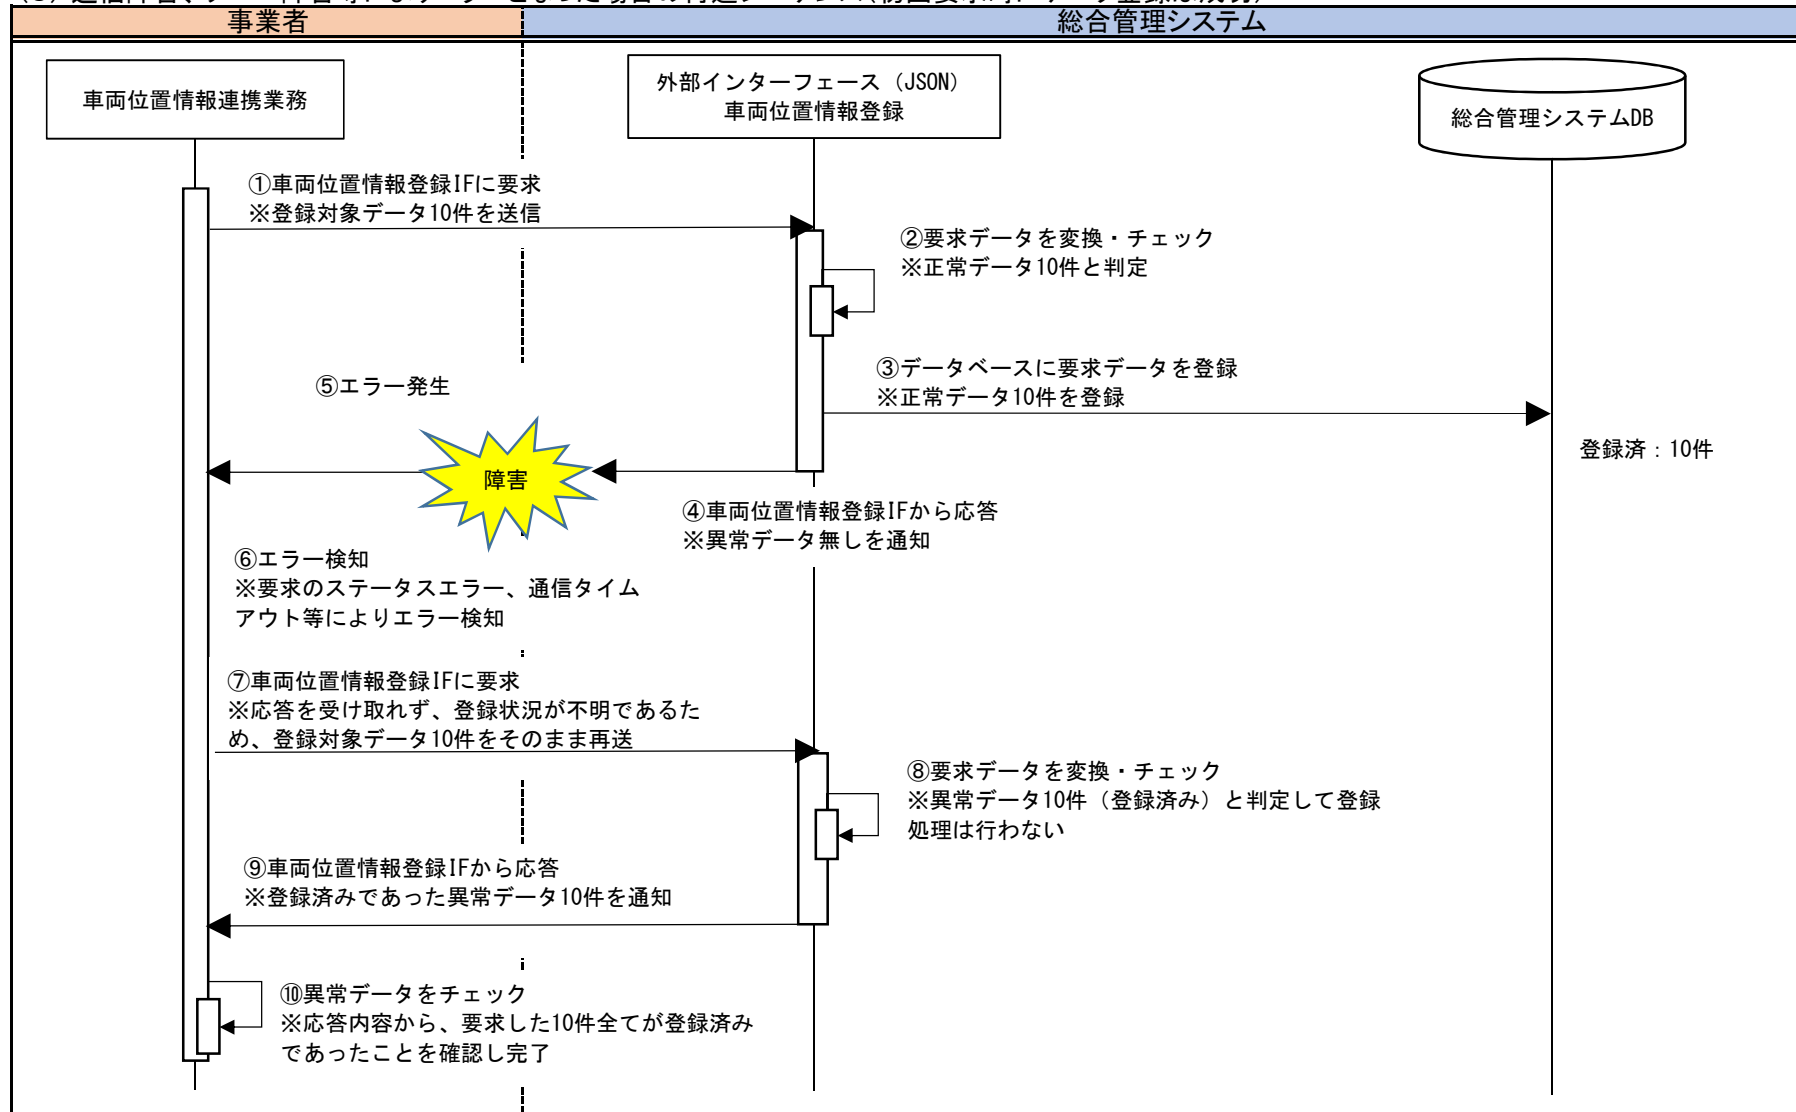 事業者
総合管理システム
車両位置情報連携業務
外部インターフェース（JSON）
車両位置情報登録
総合管理システムDB
①車両位置情報登録IFに要求
※登録対象データ10件を送信
②要求データを変換・チェック
※正常データ10件と判定
③データベースに要求データを登録
※正常データ10件を登録
⑤エラー発生
登録済：10件
障害
④車両位置情報登録IFから応答
※異常データ無しを通知
⑥エラー検知
※要求のステータスエラー、通信タイム
アウト等によりエラー検知
⑦車両位置情報登録IFに要求
※応答を受け取れず、登録状況が不明であるた
め、登録対象データ10件をそのまま再送
⑧要求データを変換・チェック
※異常データ10件（登録済み）と判定して登録
処理は行わない
⑨車両位置情報登録IFから応答
※登録済みであった異常データ10件を通知
⑩異常データをチェック
※応答内容から、要求した10件全てが登録済み
であったことを確認し完了